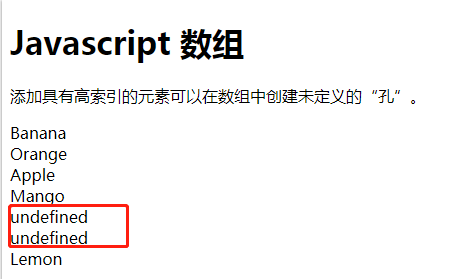 Javascript 数组
添加具有高索引的元素可以在数组中创建未定义的“孔”。
Banana
Orange
Apple
Mango
undefined
undefined
Lemon